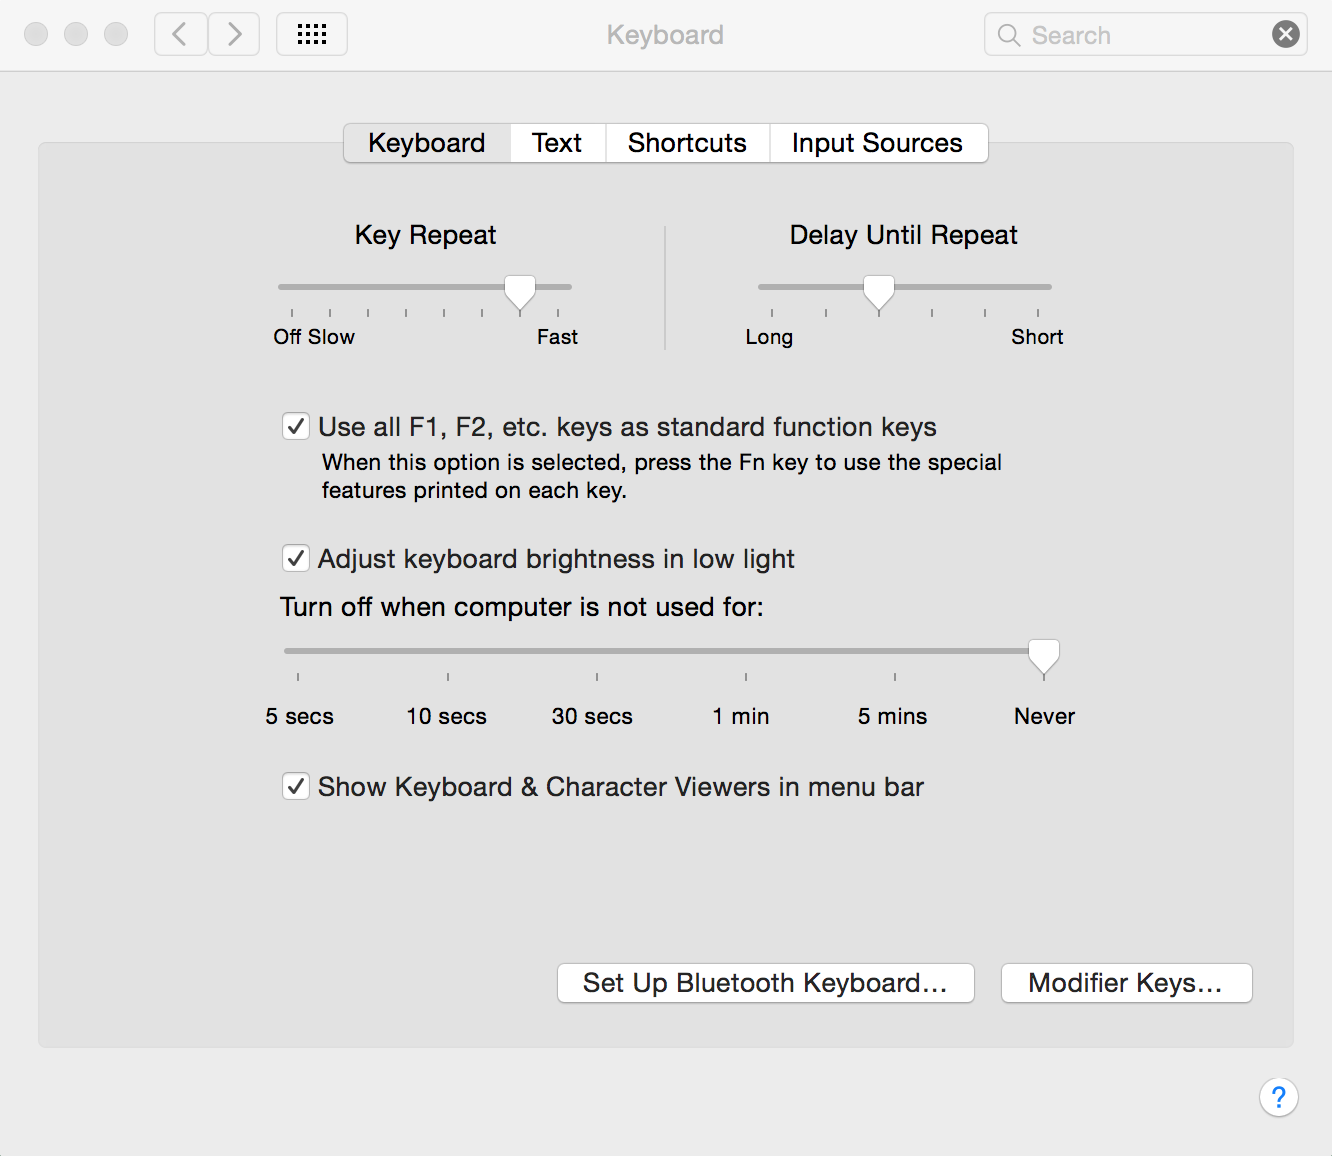 Keyboard
Search
Keyboard Text Shortcuts Input Sources
Key Repeat
Delay Until Repeat
Off Slow Fast
Long Short
Use all F1, F2, etc. keys as standard function keys
When this option is selected, press the Fn key to use the special
features printed on each key.
Adjust keyboard brightness in low light
Turn off when computer is not used for:
5 secs 10 secs 30 secs 1 min 5 mins Never
Show Keyboard & Character Viewers in menu bar
Set Up Bluetooth Keyboard...
Modifier Keys...
?